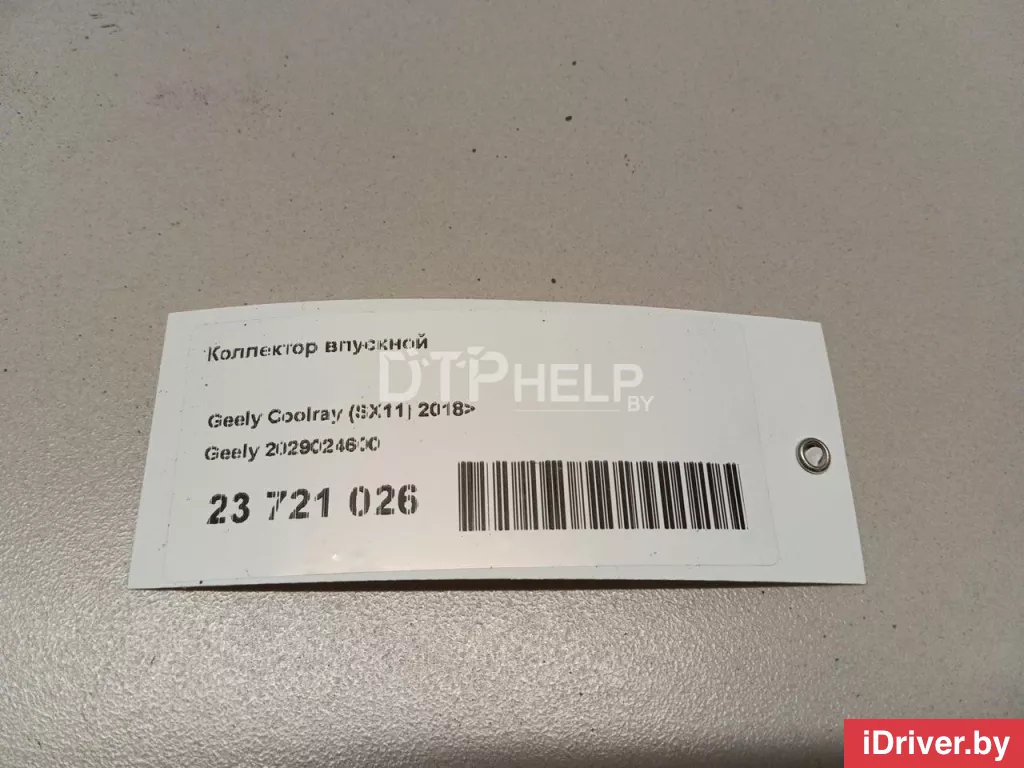 Коллектор впускной
DTPHELP
BY
Geely Coolray (SX11) 2018>
Geely 2029024600
23 721 026
iDriver.by